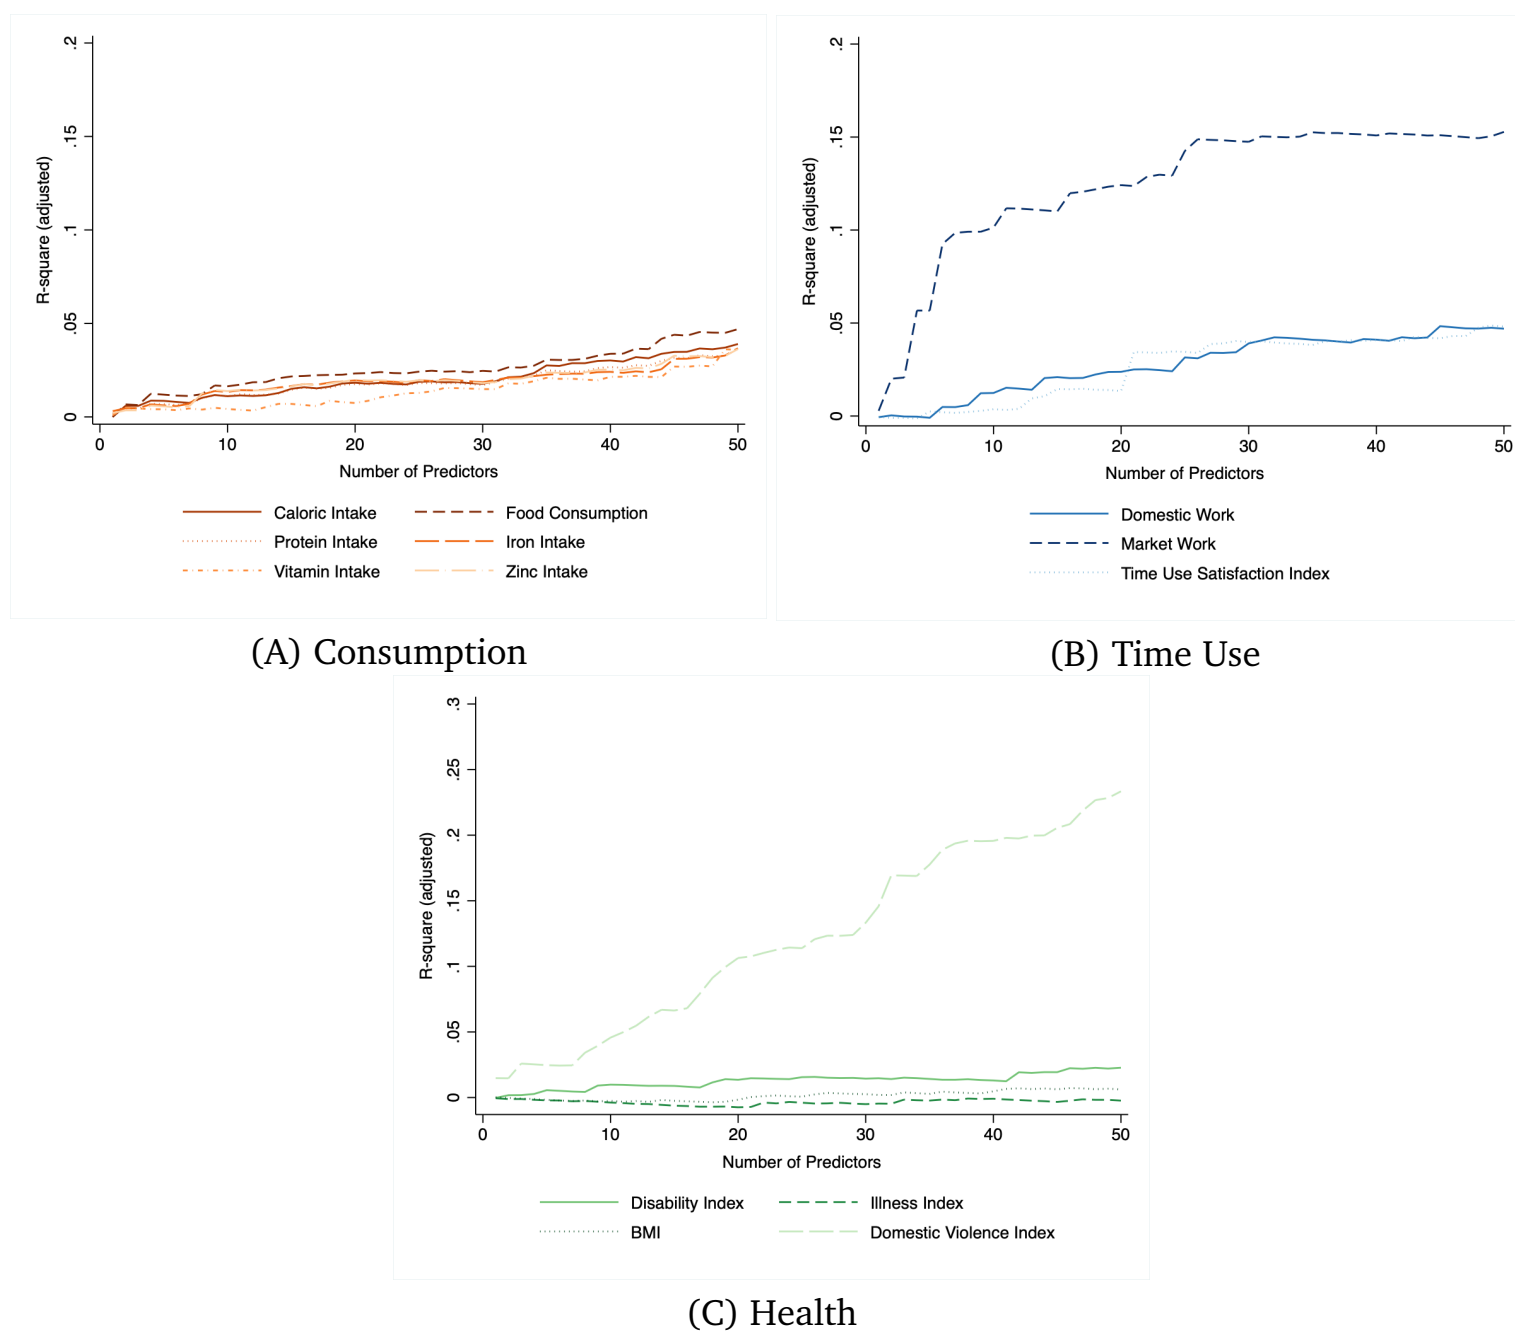 .2
.15
.1
.05
0
R-square (adjusted)
0 10 20 30 40 50
Number of Predictors
Caloric Intake Food Consumption
Protein Intake Iron Intake
Vitamin Intake Zinc Intake
(A) Consumption
.2
.15
.1
.05
0
R-square (adjusted)
0 10 20 30 40 50
Number of Predictors
Domestic Work
Market Work
Time Use Satisfaction Index
(B) Time Use
.3
.25
.2
.15
.1
.05
0
R-square (adjusted)
0 10 20 30 40 50
Number of Predictors
Disability Index Illness Index
BMI Domestic Violence Index
(C) Health